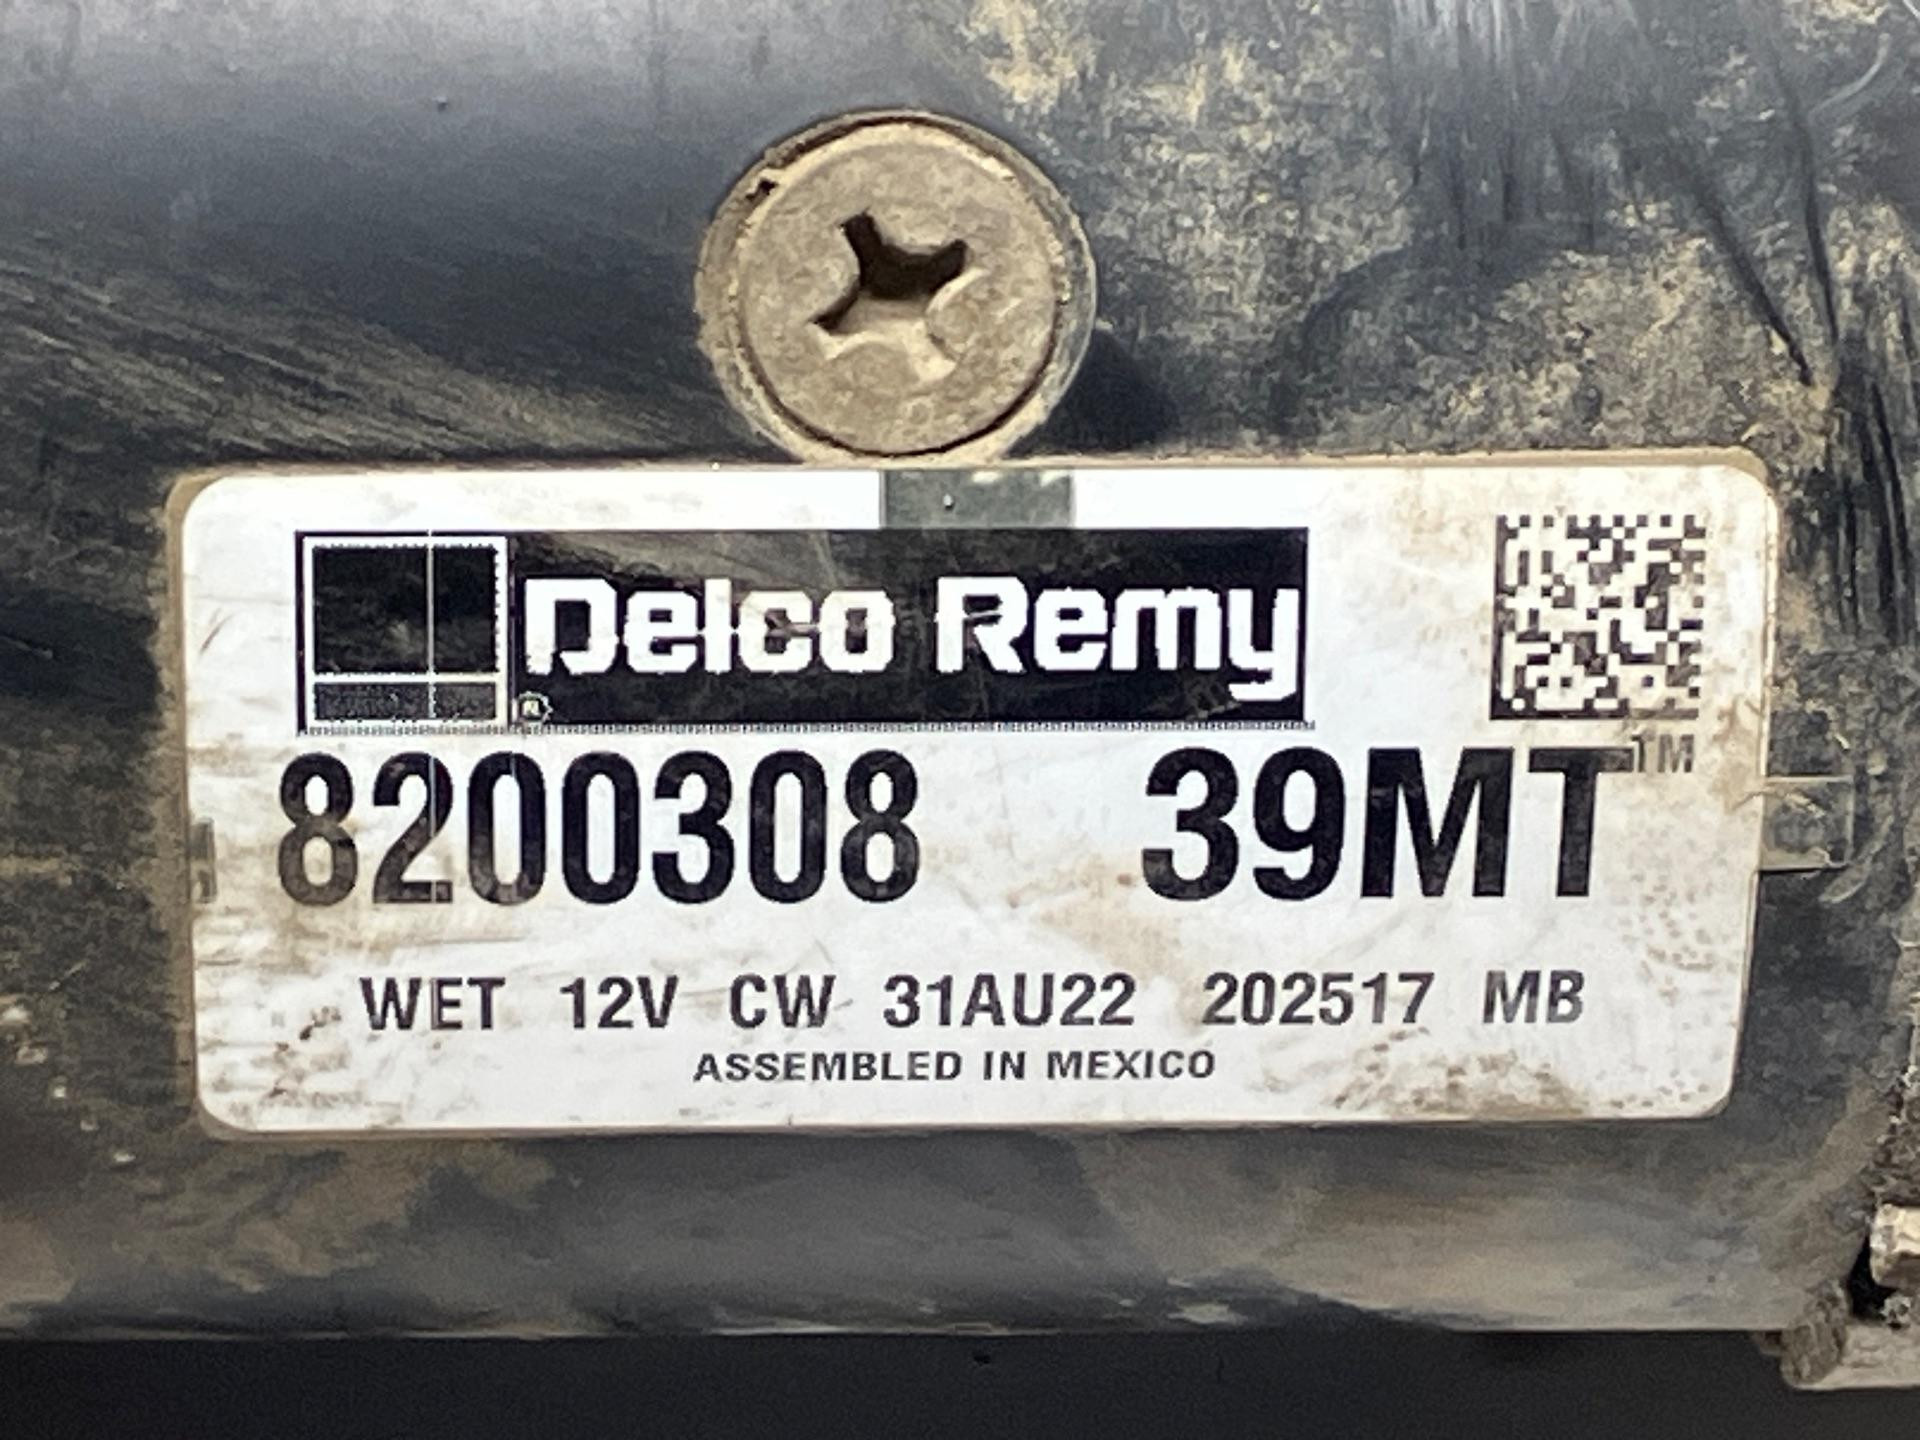 Delco Remy
®
8200308 39MT™
WET 12V CW 31AU22 202517 MB
ASSEMBLED IN MEXICO